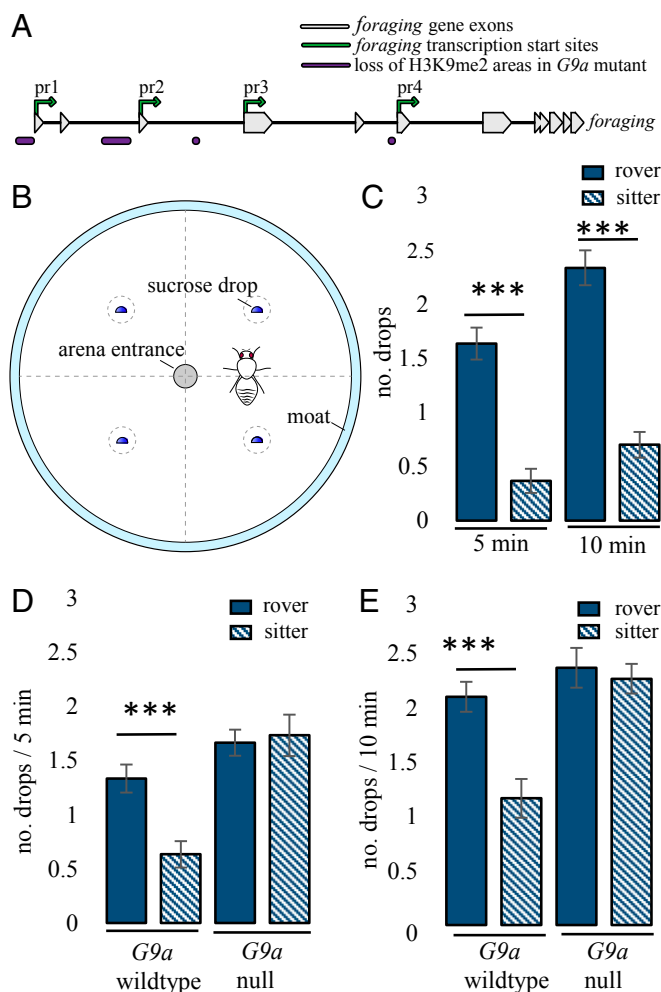 A
foraging gene exons
foraging transcription start sites
loss of H3K9me2 areas in G9a mutant
pr1 pr2 pr3 pr4
foraging
B
sucrose drop
arena entrance
moat
C
rover
sitter
no. drops
3
2.5
2
1.5
1
0.5
0
***
***
5 min 10 min
D
rover
sitter
no. drops / 5 min
3
2.5
2
1.5
1
0.5
0
***
G9a wildtype
G9a null
E
rover
sitter
no. drops / 10 min
3
2.5
2
1.5
1
0.5
0
***
G9a wildtype
G9a null